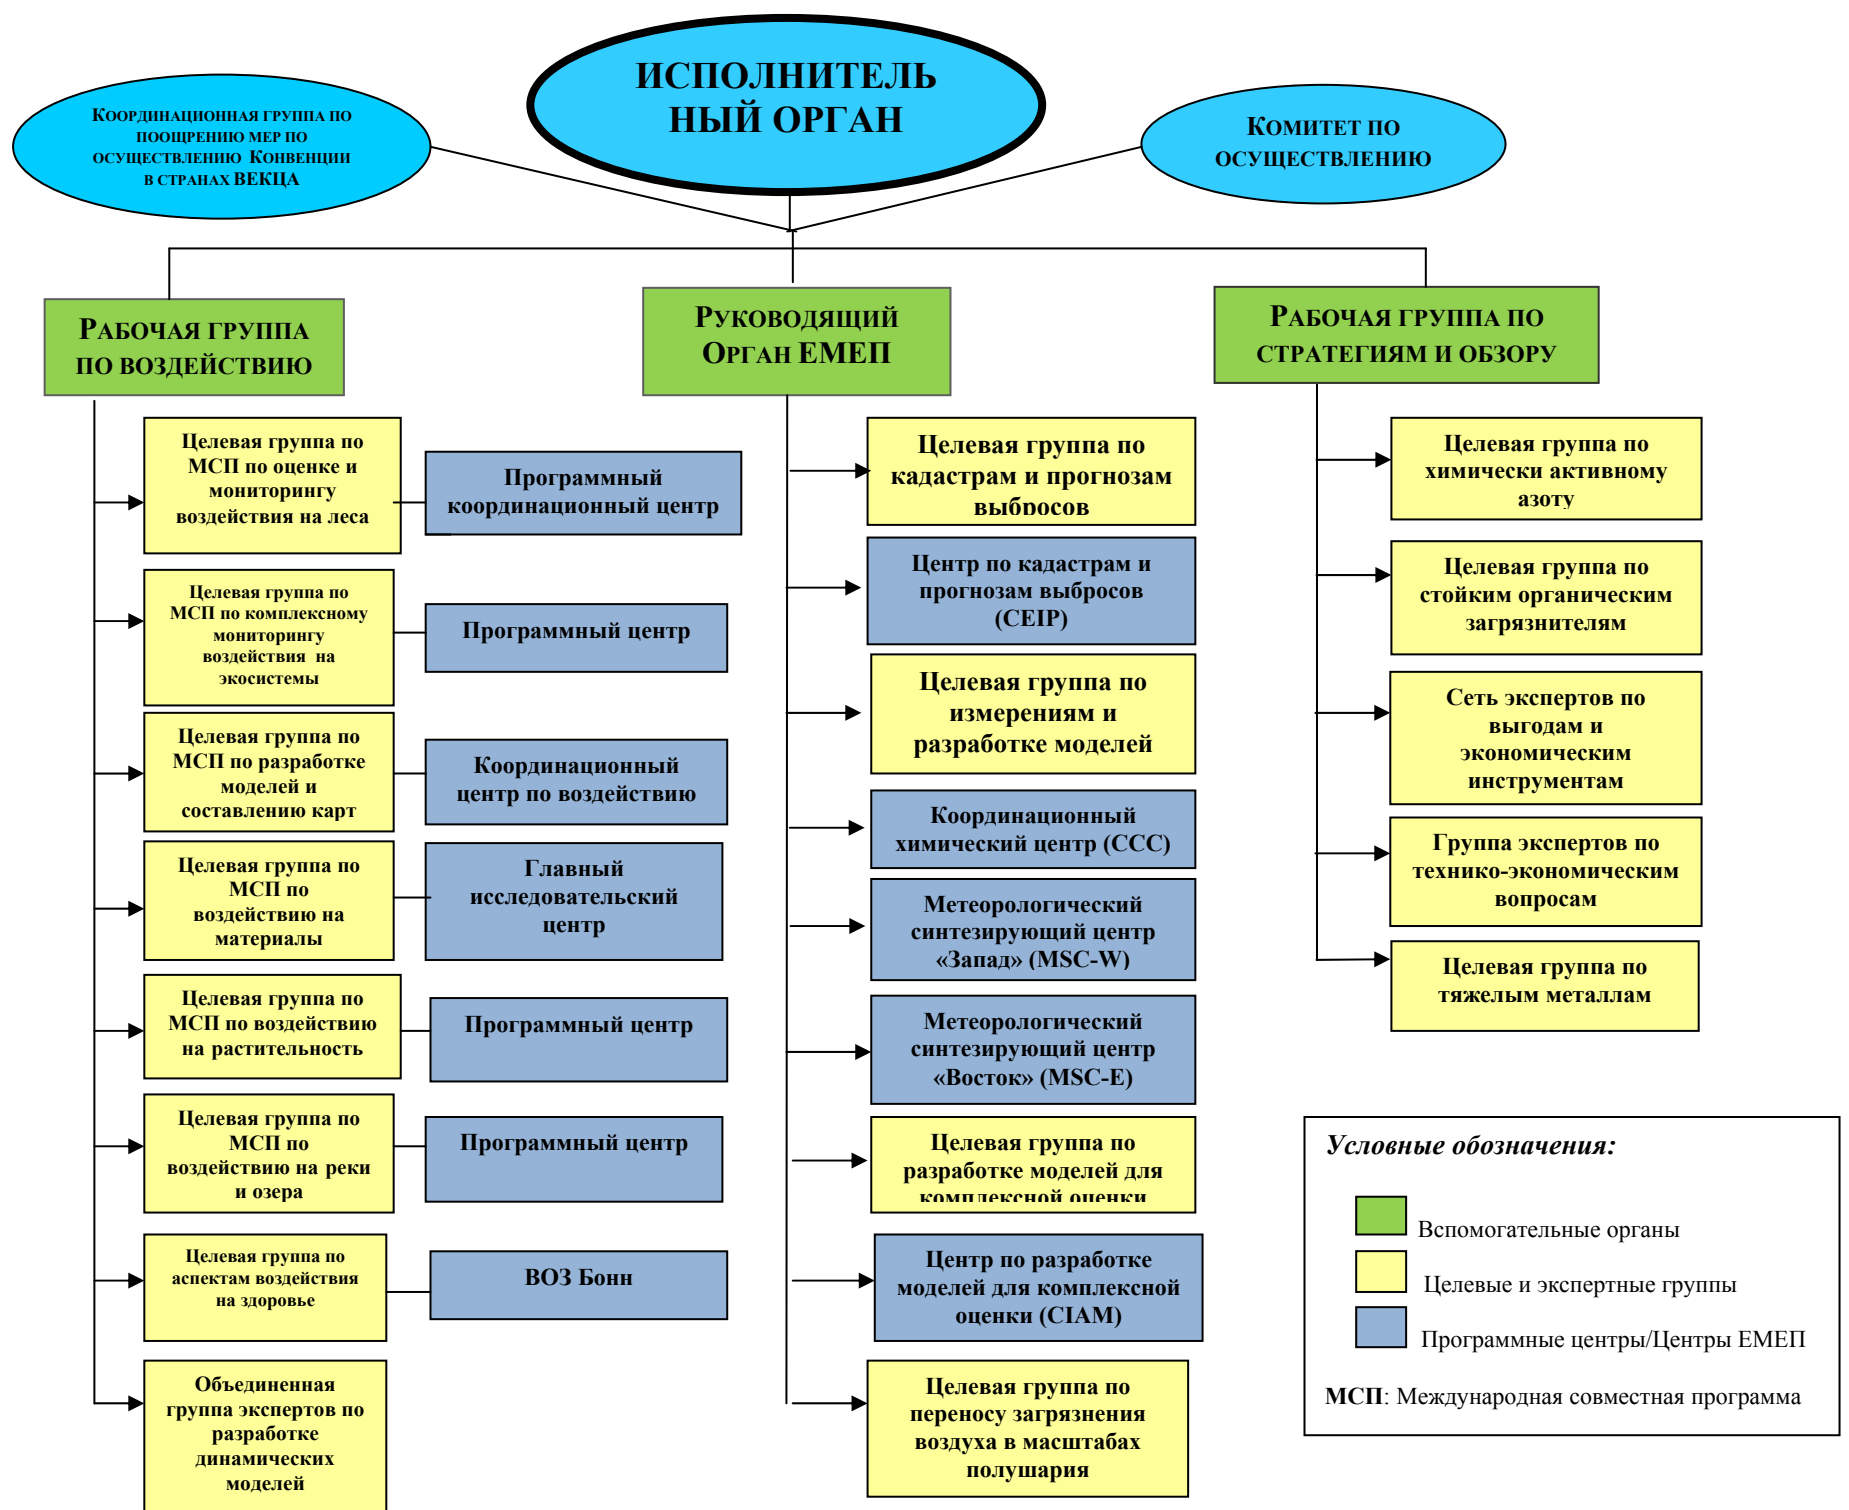 ИСПОЛНИТЕЛЬ
НЫЙ ОРГАН
КООРДИНАЦИОННАЯ ГРУППА ПО
ПООЩРЕНИЮ МЕР ПО
ОСУЩЕСТВЛЕНИЮ КОНВЕНЦИИ
В СТРАНАХ ВЕКЦА
КОМИТЕТ ПО
ОСУЩЕСТВЛЕНИЮ
РАБОЧАЯ ГРУППА
ПО ВОЗДЕЙСТВИЮ
Целевая группа по
МСП по оценке и
мониторингу
воздействия на леса
Программный
координационный центр
Целевая группа по
МСП по комплексному
мониторингу
воздействия на
экосистемы
Программный центр
Целевая группа по
МСП по разработке
моделей и
составлению карт
Координационный
центр по воздействию
Целевая группа по
МСП по
воздействию на
материалы
Главный
исследовательский
центр
Целевая группа по
МСП по воздействию
на растительность
Программный центр
Целевая группа по
МСП по
воздействию на реки
и озера
Программный центр
Целевая группа по
аспектам воздействия
на здоровье
ВОЗ Бонн
Объединенная
группа экспертов по
разработке
динамических
моделей
РУКОВОДЯЩИЙ
ОРГАН ЕМЕП
Целевая группа по
кадастрам и прогнозам
выбросов
Центр по кадастрам и
прогнозам выбросов
(CEIP)
Целевая группа по
измерениям и
разработке моделей
Координационный
химический центр (CCC)
Метеорологический
синтезирующий центр
«Запад» (MSC-W)
Метеорологический
синтезирующий центр
«Восток» (MSC-E)
Целевая группа по
разработке моделей для
комплексной оценки
Центр по разработке
моделей для комплексной
оценки (CIAM)
Целевая группа по
переносу загрязнения
воздуха в масштабах
полушария
РАБОЧАЯ ГРУППА ПО
СТРАТЕГИЯМ И ОБЗОРУ
Целевая группа по
химически активному
азоту
Целевая группа по
стойким органическим
загрязнителям
Сеть экспертов по
выгодам и
экономическим
инструментам
Группа экспертов по
технико-экономическим
вопросам
Целевая группа по
тяжелым металлам
Условные обозначения:
Вспомогательные органы
Целевые и экспертные группы
Программные центры/Центры ЕМЕП
МСП: Международная совместная программа